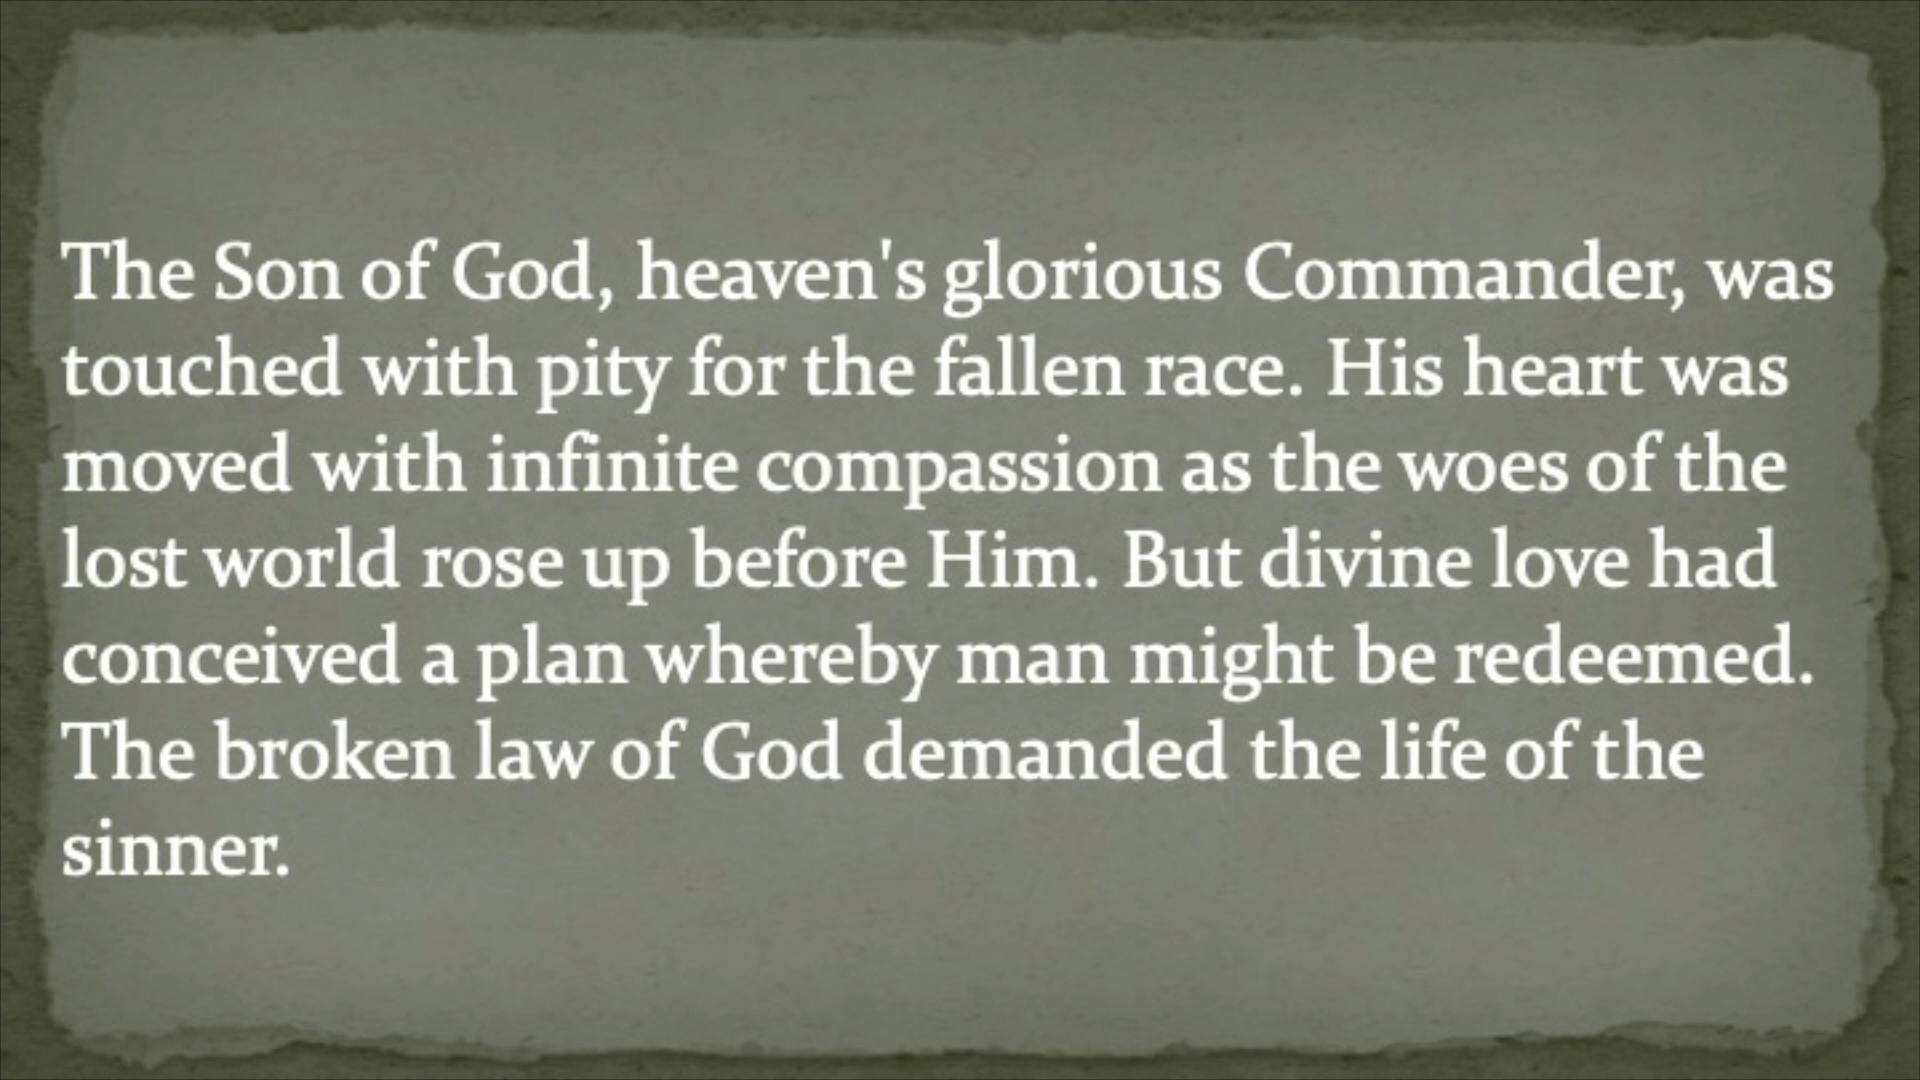 The Son of God, heaven's glorious Commander, was
touched with pity for the fallen race. His heart was
moved with infinite compassion as the woes of the
lost world rose up before Him. But divine love had
conceived a plan whereby man might be redeemed.
The broken law of God demanded the life of the
sinner.